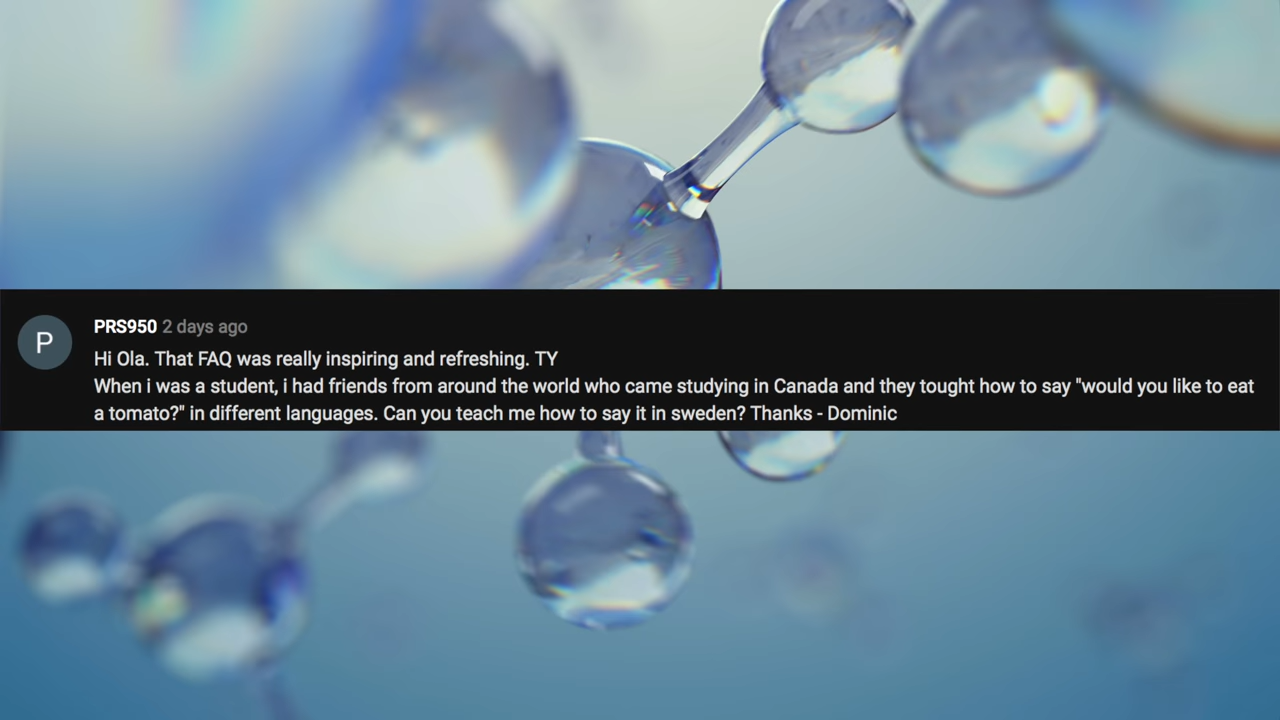 P
PRS950 2 days ago
Hi Ola. That FAQ was really inspiring and refreshing. TY
When i was a student, i had friends from around the world who came studying in Canada and they tought how to say "would you like to eat
a tomato?" in different languages. Can you teach me how to say it in sweden? Thanks - Dominic